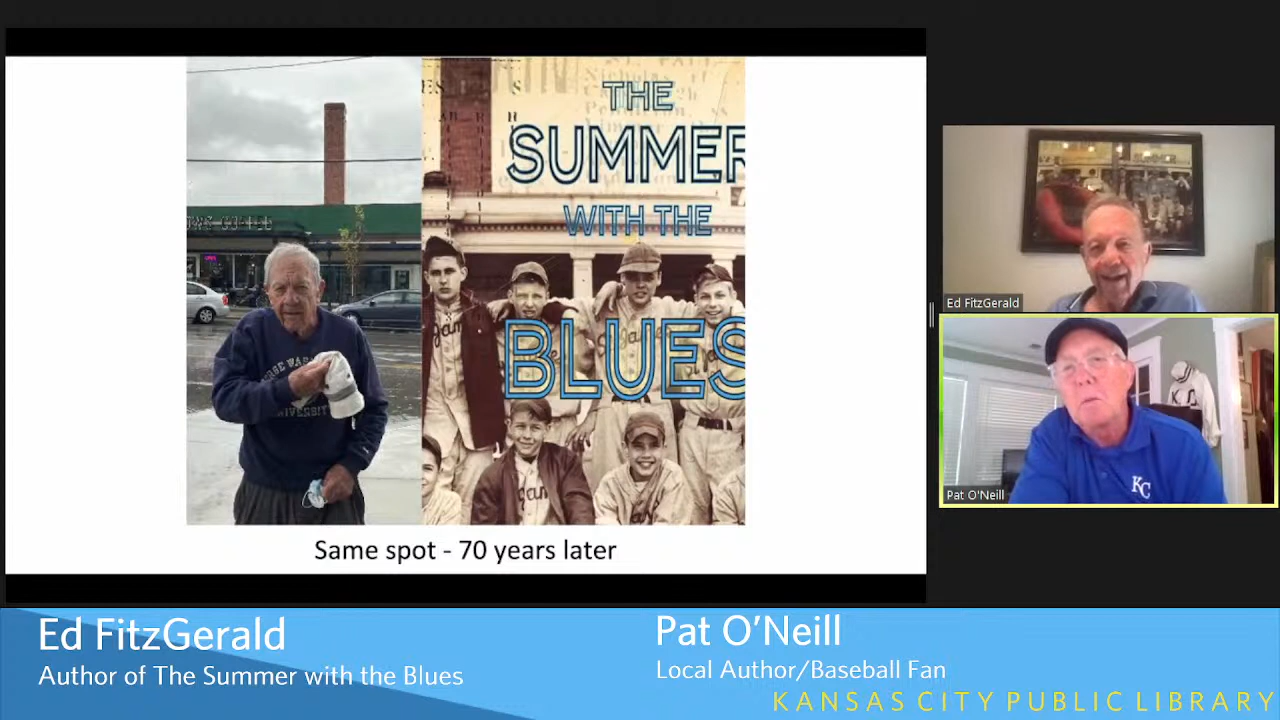 THE
SUMMER
WITH THE
BLUES
Same spot - 70 years later
Ed FitzGerald
Pat O'Neill
KC
Ed FitzGerald
Author of The Summer with the Blues
Pat O’Neill
Local Author/Baseball Fan
KANSAS CITY PUBLIC LIBRARY